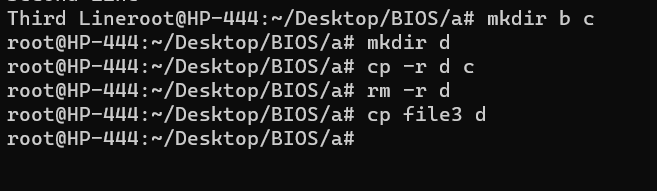 Third Lineroot@HP-444:~/Desktop/BIOS/a# mkdir b c
root@HP-444:~/Desktop/BIOS/a# mkdir d
root@HP-444:~/Desktop/BIOS/a# cp -r d c
root@HP-444:~/Desktop/BIOS/a# rm -r d
root@HP-444:~/Desktop/BIOS/a# cp file3 d
root@HP-444:~/Desktop/BIOS/a#